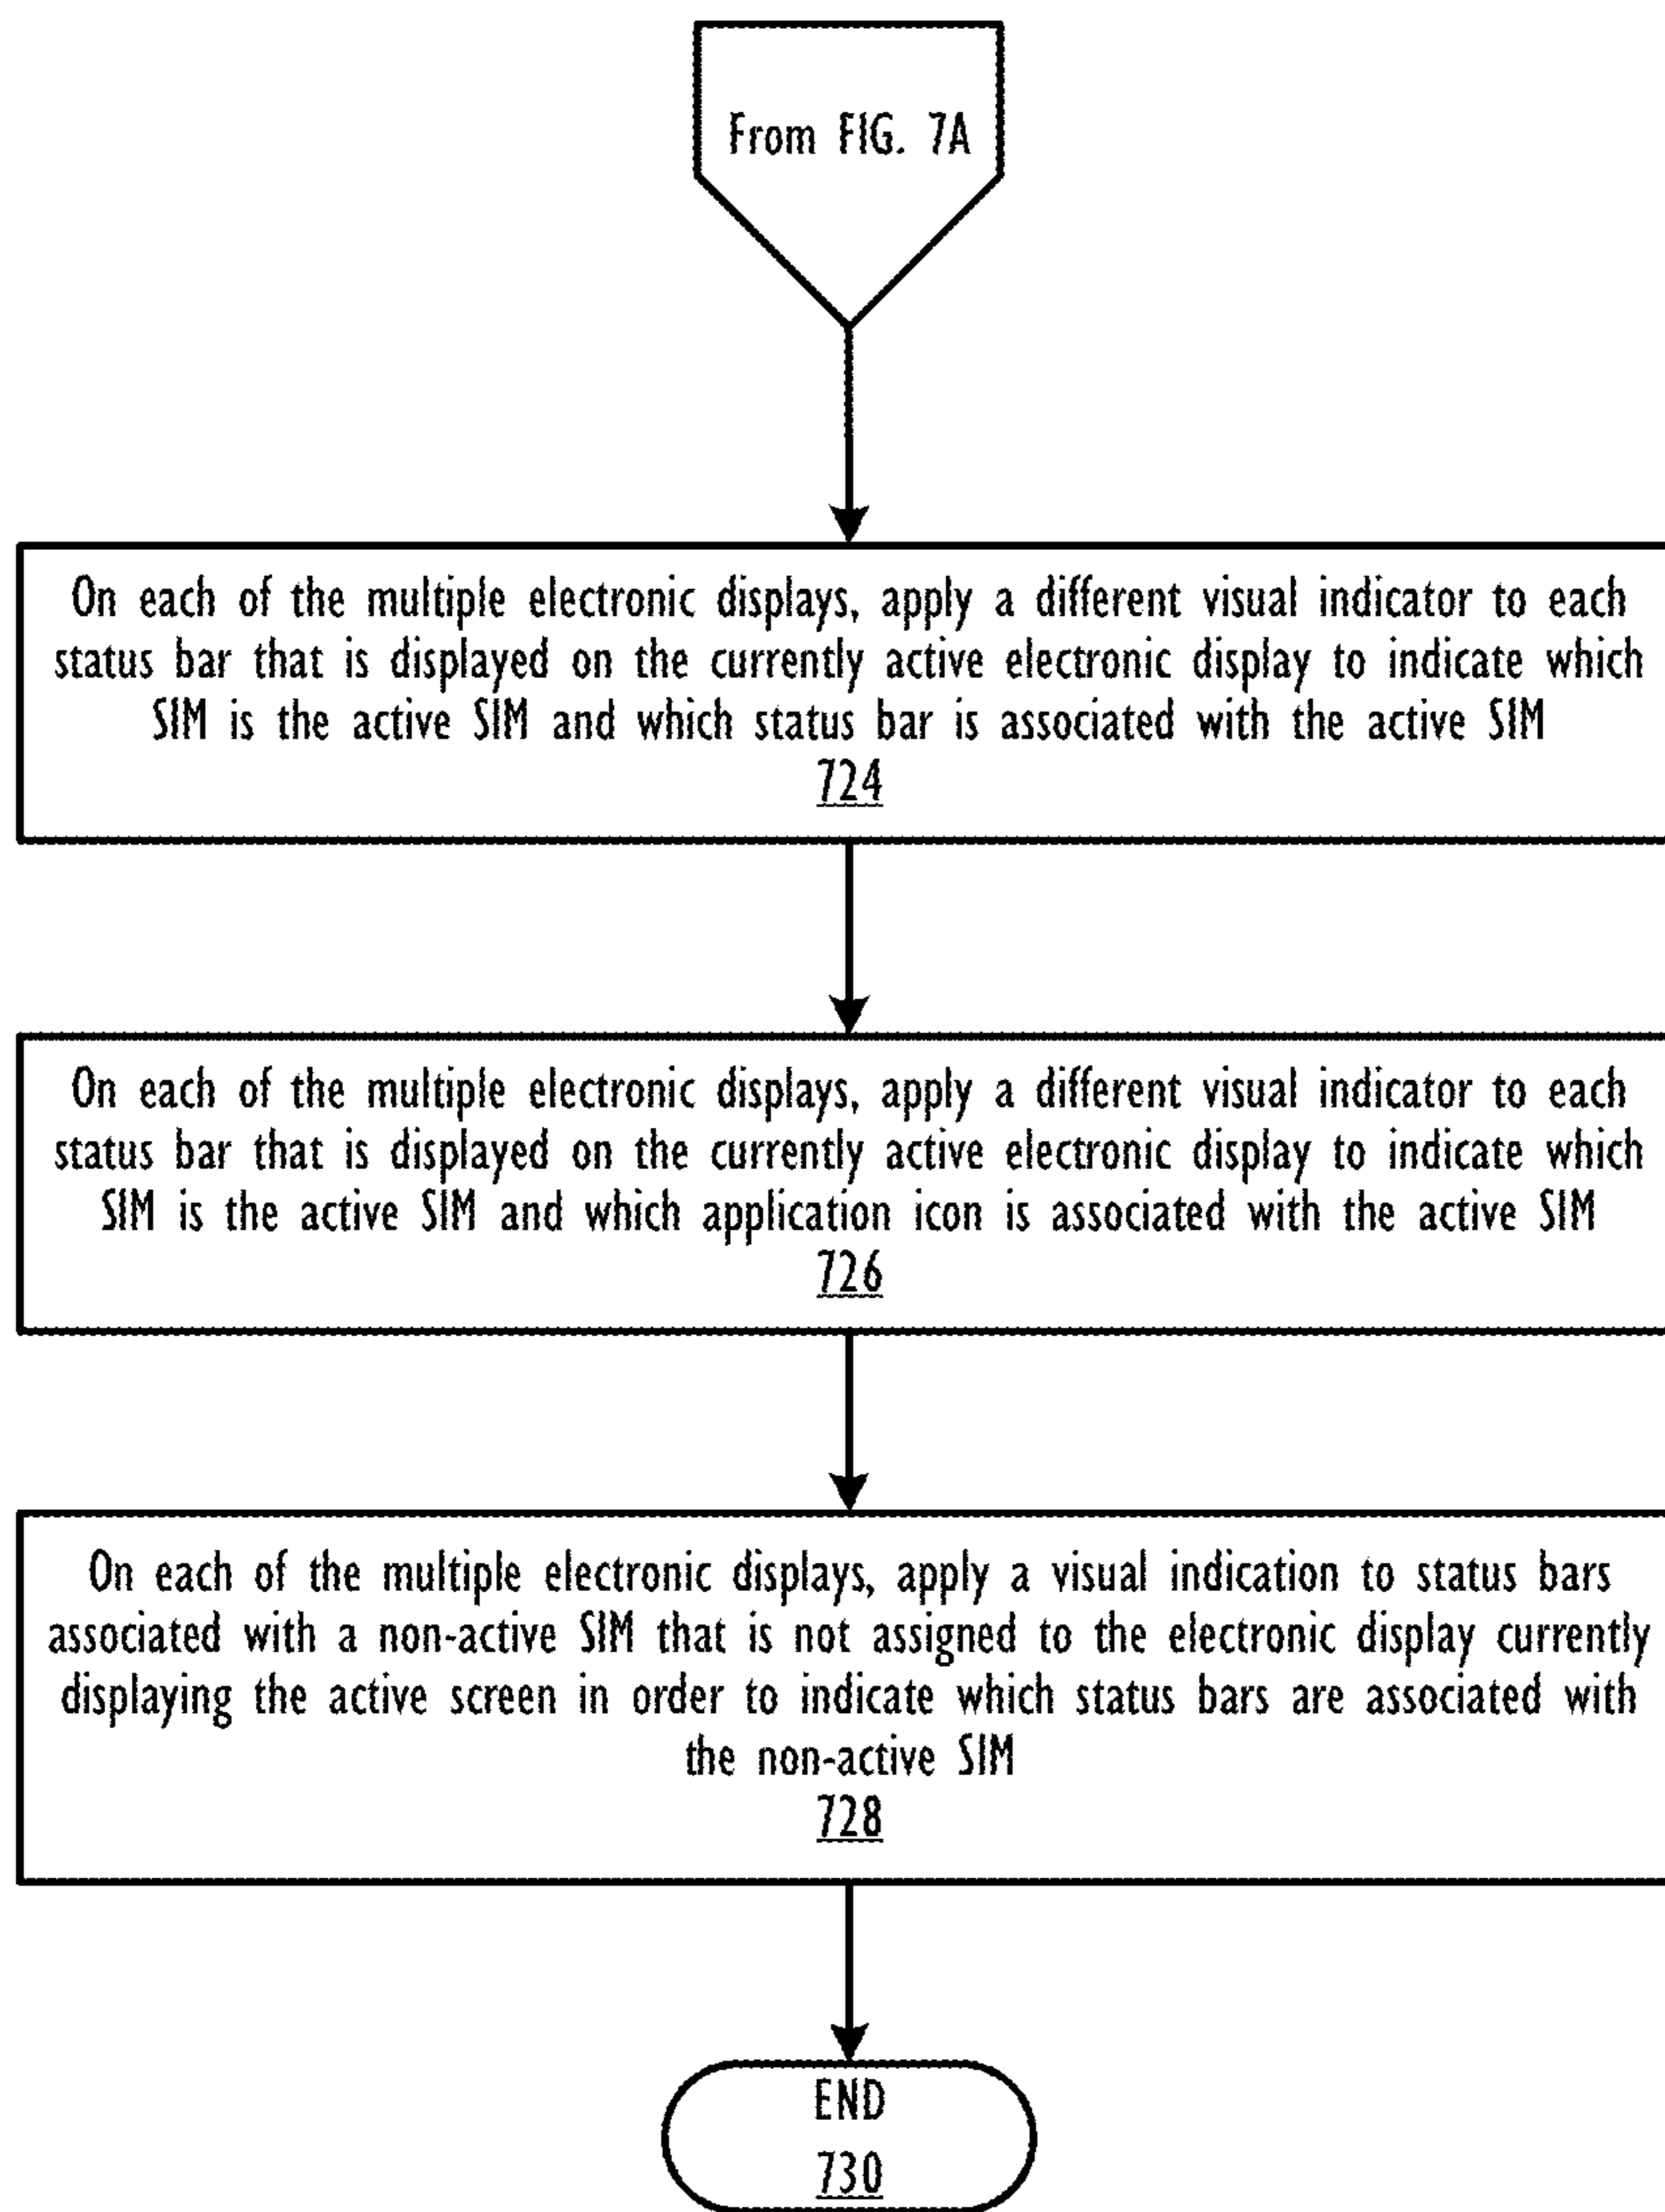 From FIG. 7A
On each of the multiple electronic displays, apply a different visual indicator to each
status bar that is displayed on the currently active electronic display to indicate which
SIM is the active SIM and which status bar is associated with the active SIM
724
On each of the multiple electronic displays, apply a different visual indicator to each
status bar that is displayed on the currently active electronic display to indicate which
SIM is the active SIM and which application icon is associated with the active SIM
726
On each of the multiple electronic displays, apply a visual indication to status bars
associated with a non-active SIM that is not assigned to the electronic display currently
displaying the active screen in order to indicate which status bars are associated with
the non-active SIM
728
END
730